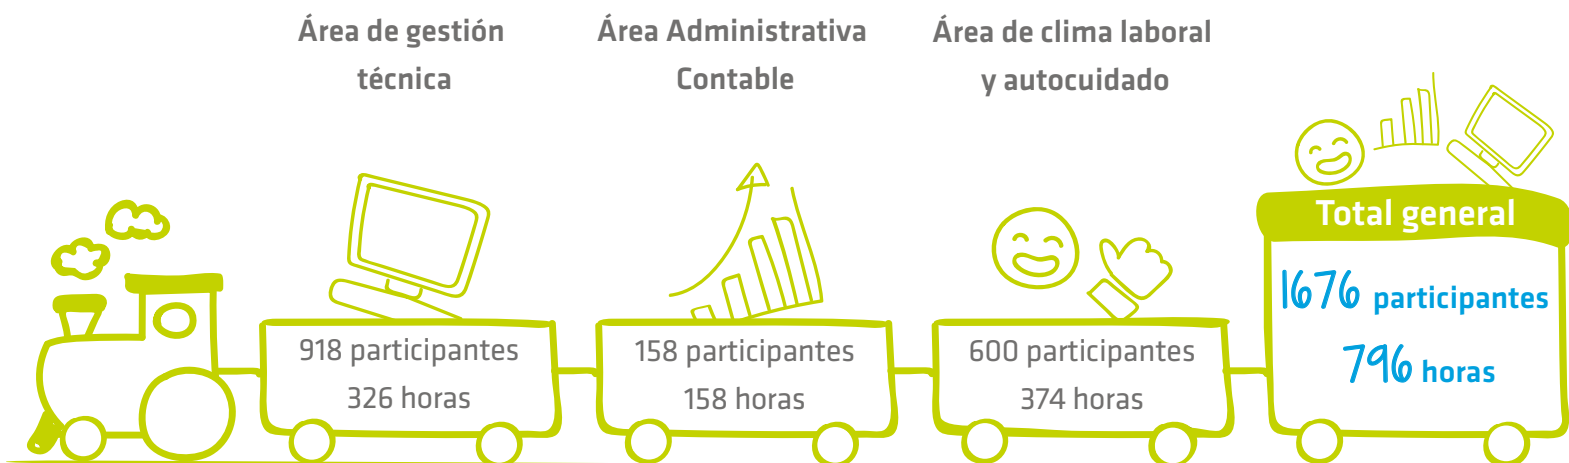 Área de gestión
técnica
918 participantes
326 horas
Área Administrativa
Contable
158 participantes
158 horas
Área de clima laboral
y autocuidado
600 participantes
374 horas
Total general
1676 participantes
796 horas